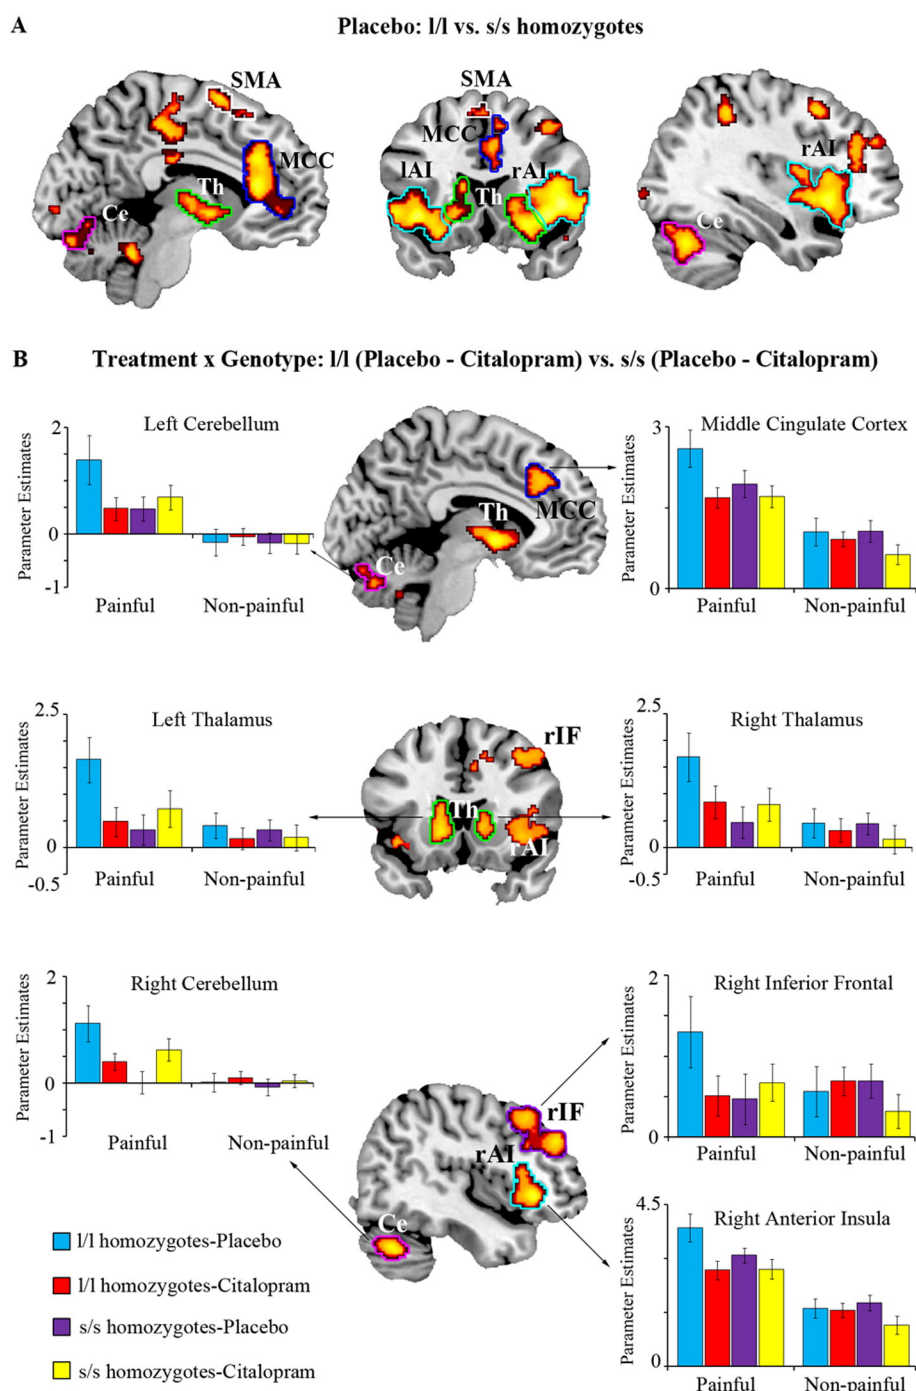 A
Placebo: l/l vs. s/s homozygotes
SMA
MCC
Th
Ce
SMA
MCC
lAI
rAI
Th
rAI
Ce
B
Treatment x Genotype: l/l (Placebo - Citalopram) vs. s/s (Placebo - Citalopram)
Left Cerebellum
Parameter Estimates
2
0
-1
Painful
Non-painful
MCC
Th
Ce
Middle Cingulate Cortex
Parameter Estimates
3
0
Painful
Non-painful
Left Thalamus
Parameter Estimates
2.5
0
-0.5
Painful
Non-painful
rIF
Th
rAI
Right Thalamus
Parameter Estimates
2.5
0
-0.5
Painful
Non-painful
Right Cerebellum
Parameter Estimates
2
0
-1
Painful
Non-painful
rIF
rAI
Ce
Right Inferior Frontal
Parameter Estimates
2
0
Painful
Non-painful
Right Anterior Insula
Parameter Estimates
4.5
0
Painful
Non-painful
l/l homozygotes-Placebo
l/l homozygotes-Citalopram
s/s homozygotes-Placebo
s/s homozygotes-Citalopram